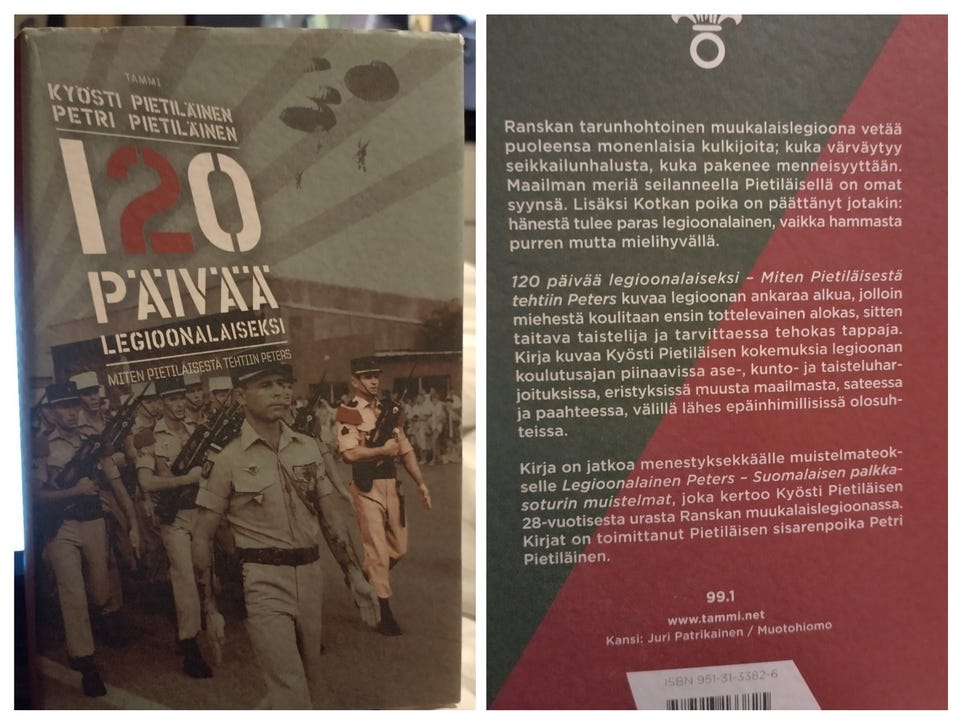 TAMMI
KYÖSTI PIETILÄINEN
PETRI PIETILÄINEN
120
PÄIVÄÄ
LEGIOONALAISEKSI
MITEN PIETILÄISESTÄ TEHTIIN PETERS
Ranskan tarunhohtoinen muukalaislegioona vetää
puoleensa monenlaisia kulkijoita; kuka värväytyy
seikkailunhalusta, kuka pakenee menneisyyttään.
Maailman meriä seilanneella Pietiläisellä on omat
syynsä. Lisäksi Kotkan poika on päättänyt jotakin:
hänestä tulee paras legioonalainen, vaikka hammasta
purren mutta mielihyvällä.
120 päivää legioonalaiseksi – Miten Pietiläisestä
tehtiin Peters kuvaa legioonan ankaraa alkua, jolloin
miehestä koulitaan ensin tottelevainen alokas, sitten
taitava taistelija ja tarvittaessa tehokas tappaja.
Kirja kuvaa Kyösti Pietiläisen kokemuksia legioonan
koulutusajan piinaavissa ase-, kunto- ja taisteluhar-
joituksissa, eristyksissä muusta maailmasta, sateessa
ja paahteessa, välillä lähes epäinhimillisissä olosuh-
teissa.
Kirja on jatkoa menestyksekkäälle muistelmateok-
selle Legioonalainen Peters – Suomalaisen palkka-
soturin muistelmat, joka kertoo Kyösti Pietiläisen
28-vuotisesta urasta Ranskan muukalaislegioonassa.
Kirjat on toimittanut Pietiläisen sisarenpoika Petri
Pietiläinen.
99.1
www.tammi.net
Kansi: Juri Patrikainen / Muotohiomo
ISBN 951-31-3382-6